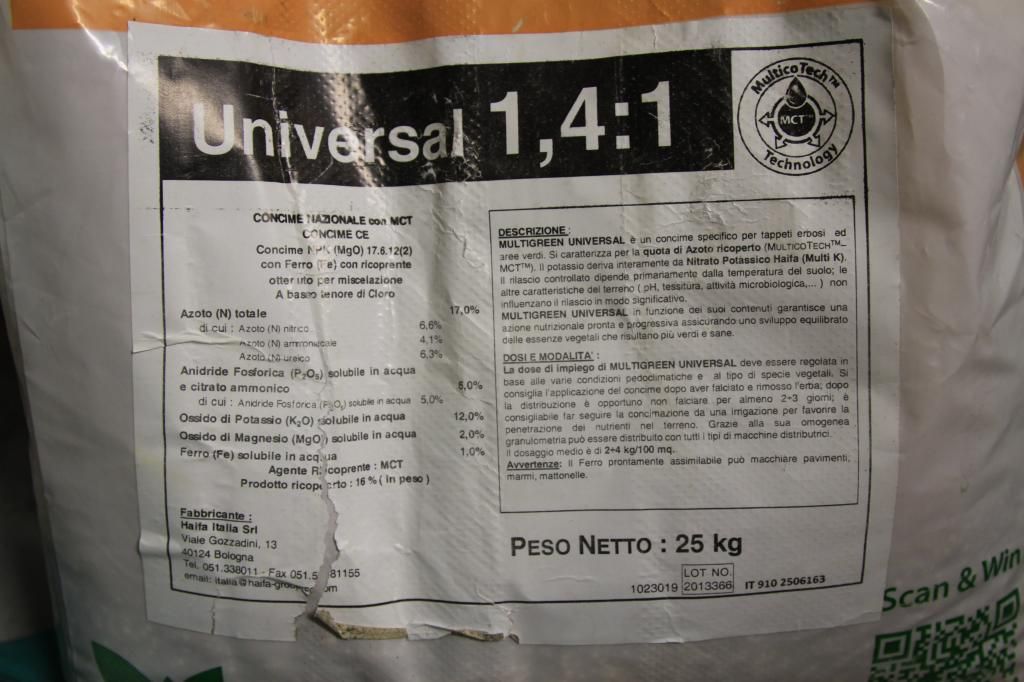 Universal 1,4:1
MulticoTech™
MCT™
Technology
CONCIME NAZIONALE con MCT
CONCIME CE
Concime NPK (MgO) 17.6.12(2)
con Ferro (Fe) con ricoprente
ottenuto per miscelazione
A basso tenore di Cloro
Azoto (N) totale 17,0%
di cui : Azoto (N) nitrico 6,6%
Azoto (N) ammoniacale 4,1%
Azoto (N) ureico 6,3%
Anidride Fosforica (P₂O₅) solubile in acqua
e citrato ammonico 6,0%
di cui : Anidride Fosforica (P₂O₅) solubile in acqua 5,0%
Ossido di Potassio (K₂O) solubile in acqua 12,0%
Ossido di Magnesio (MgO) solubile in acqua 2,0%
Ferro (Fe) solubile in acqua 1,0%
Agente Ricoprente : MCT
Prodotto ricoperto : 16 % ( in peso )
Fabbricante :
Haifa Italia Srl
Viale Gozzadini, 13
40124 Bologna
Tel. 051.338011 - Fax 051.5 81155
email: italia@haifa-group.com
DESCRIZIONE :
MULTIGREEN UNIVERSAL è un concime specifico per tappeti erbosi ed
aree verdi. Si caratterizza per la quota di Azoto ricoperto (MULTICOTECH™_
MCT™). Il potassio deriva interamente da Nitrato Potassico Haifa (Multi K).
Il rilascio controllato dipende primariamente dalla temperatura del suolo; le
altre caratteristiche del terreno ( pH, tessitura, attività microbiologica,... ) non
influenzano il rilascio in modo significativo.
MULTIGREEN UNIVERSAL in funzione dei suoi contenuti garantisce una
azione nutrizionale pronta e progressiva assicurando uno sviluppo equilibrato
delle essenze vegetali che risultano più verdi e sane.
DOSI E MODALITA' :
La dose di impiego di MULTIGREEN UNIVERSAL deve essere regolata in
base alle varie condizioni pedoclimatiche e al tipo di specie vegetali. Si
consiglia l'applicazione del concime dopo aver falciato e rimosso l'erba; dopo
la distribuzione è opportuno non falciare per almeno 2÷3 giorni; è
consigliabile far seguire la concimazione da una irrigazione per favorire la
penetrazione dei nutrienti nel terreno. Grazie alla sua omogenea
granulometria può essere distribuito con tutti i tipi di macchine distributrici.
Il dosaggio medio è di 2÷4 kg/100 mq.
Avvertenze: Il Ferro prontamente assimilabile può macchiare pavimenti,
marmi, mattonelle.
PESO NETTO : 25 kg
LOT NO.
1023019 2013366 IT 910 2506163
Scan & Win